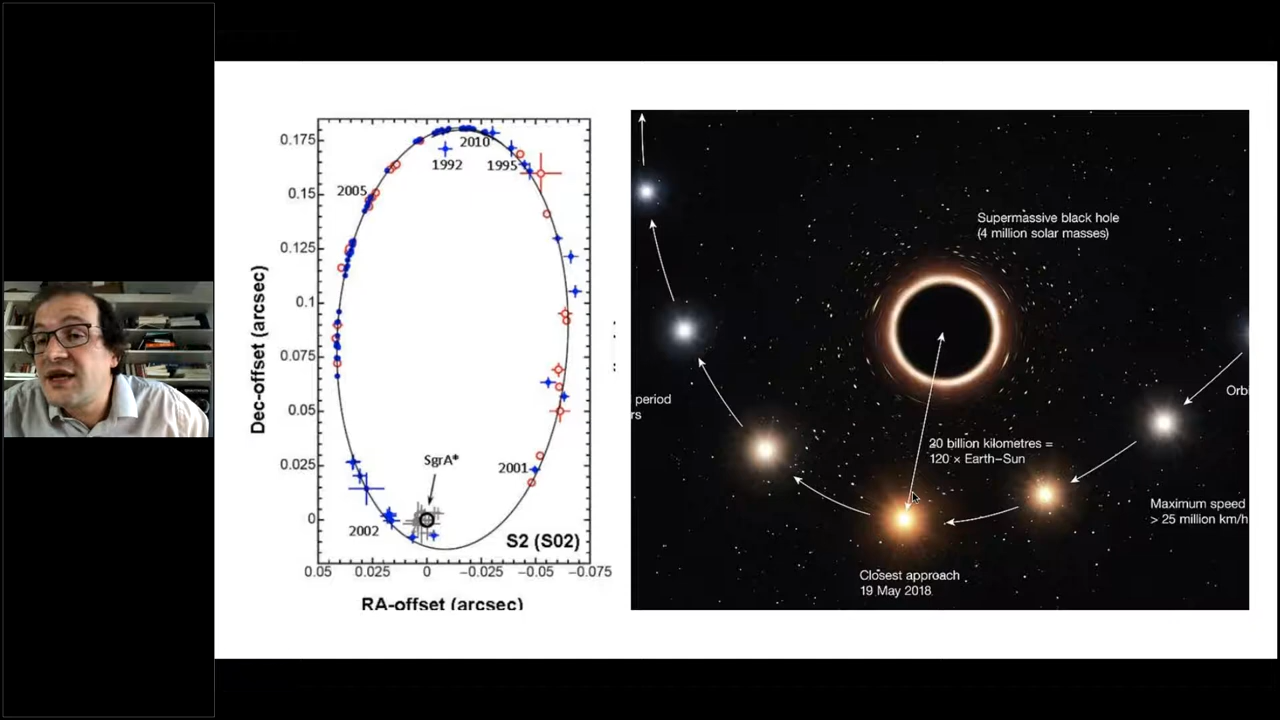 0.175
0.15
0.125
0.1
0.075
0.05
0.025
0
Dec-offset (arcsec)
2010
1992
1995
2005
SgrA*
2001
2002
S2 (S02)
0.05
0.025
0
−0.025
−0.05
−0.075
RA-offset (arcsec)
Supermassive black hole
(4 million solar masses)
period
rs
Orbi
20 billion kilometres =
120 × Earth–Sun
Maximum speed
> 25 million km/h
Closest approach
19 May 2018